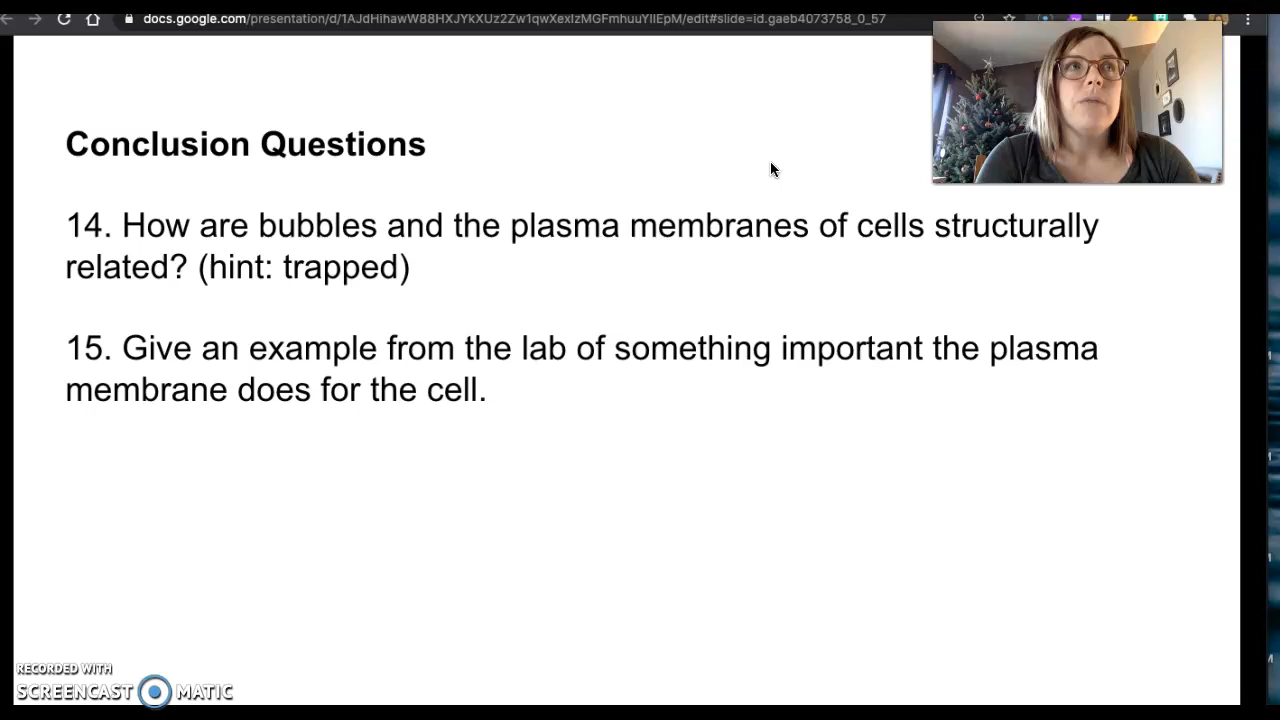 docs.google.com/presentation/d/1AJdHihawW88HXJYkXUz2Zw1qwXexIzMGFmhuuYIlEpM/edit#slide=id.gaeb4073758_0_57
Conclusion Questions
14. How are bubbles and the plasma membranes of cells structurally
related? (hint: trapped)
15. Give an example from the lab of something important the plasma
membrane does for the cell.
RECORDED WITH
SCREENCAST MATIC